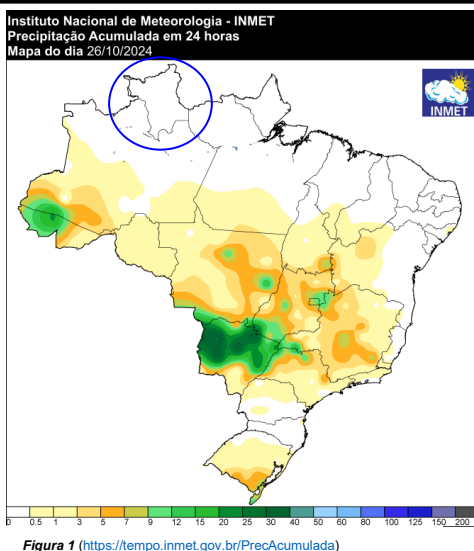 Instituto Nacional de Meteorologia - INMET
Precipitação Acumulada em 24 horas
Mapa do dia 26/10/2024
INMET
0 0.5 1 3 5 7 9 12 15 20 25 30 40 50 60 80 100 125 150 200
Figura 1 (https://tempo.inmet.gov.br/PrecAcumulada)